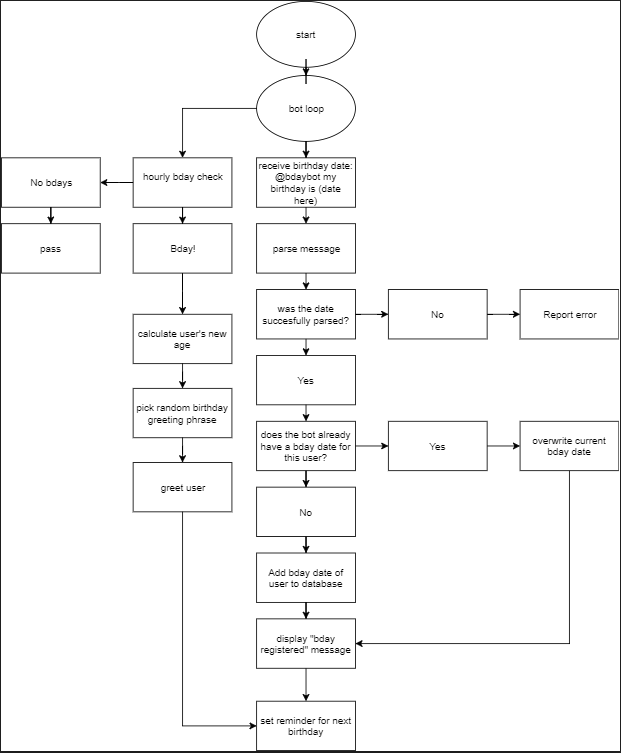 start
bot loop
No bdays
hourly bday check
receive birthday date:
@bdaybot my
birthday is (date
here)
pass
Bday!
parse message
was the date
succesfully parsed?
No
Report error
calculate user's new
age
Yes
pick random birthday
greeting phrase
does the bot already
have a bday date for
this user?
Yes
overwrite current
bday date
greet user
No
Add bday date of
user to database
display "bday
registered" message
set reminder for next
birthday